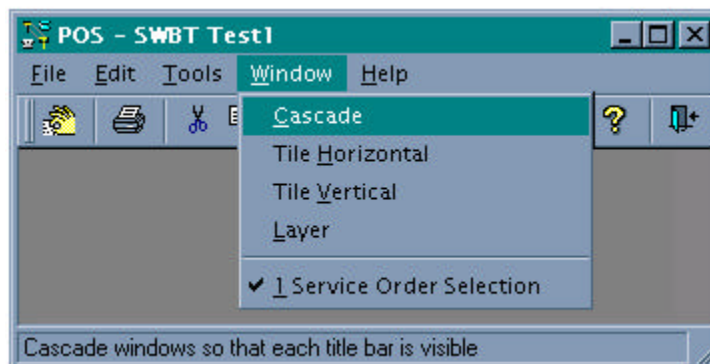 POS - SWBT Test1
File Edit Tools Window Help
Cascade
Tile Horizontal
Tile Vertical
Layer
✔ 1 Service Order Selection
Cascade windows so that each title bar is visible